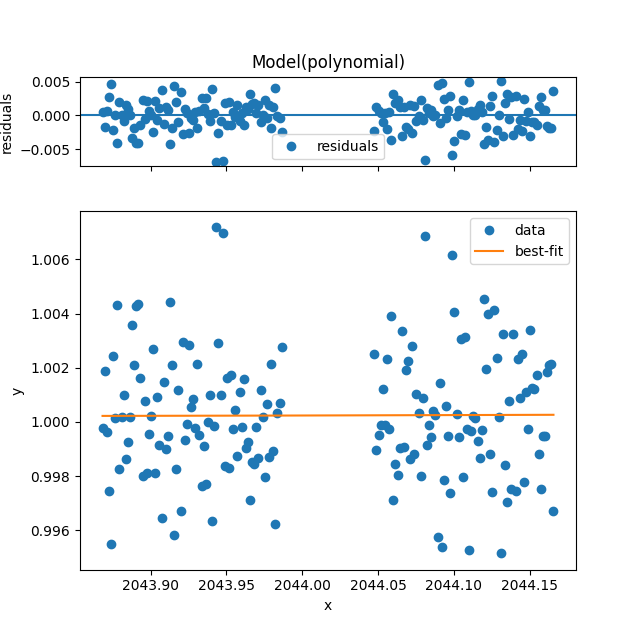 Model(polynomial)
0.005
0.000
−0.005
residuals
residuals
1.006
1.004
1.002
1.000
0.998
0.996
y
data
best-fit
2043.90 2043.95 2044.00 2044.05 2044.10 2044.15
x